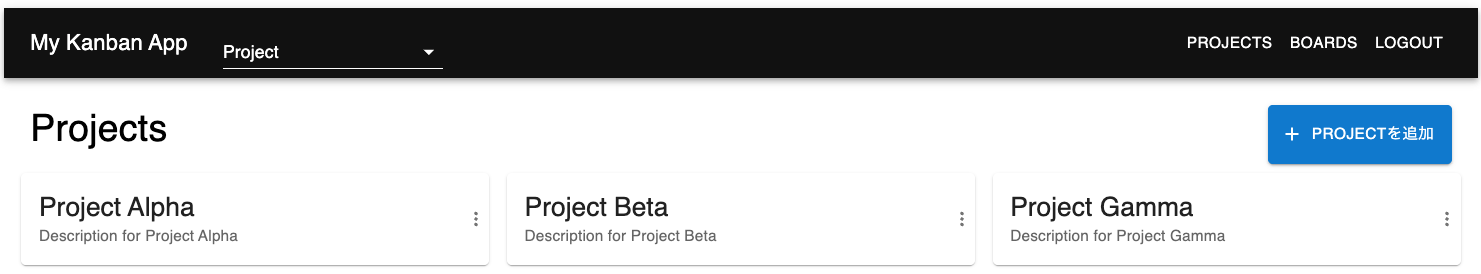 My Kanban App
Project
PROJECTS BOARDS LOGOUT
Projects
PROJECTを追加
Project Alpha
Description for Project Alpha
Project Beta
Description for Project Beta
Project Gamma
Description for Project Gamma